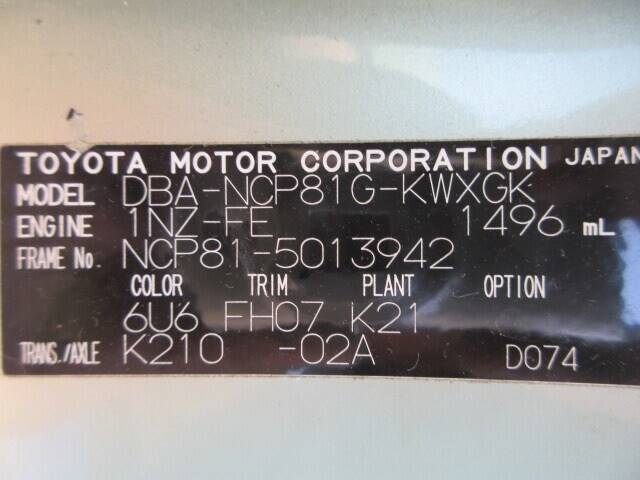 TOYOTA MOTOR CORPORATION JAPAN
MODEL DBA-NCP81G-KWXGK
ENGINE 1NZ-FE 1496 mL
FRAME No. NCP81-5013942
COLOR TRIM PLANT OPTION
6U6 FH07 K21
TRANS./AXLE K210 -02A D074